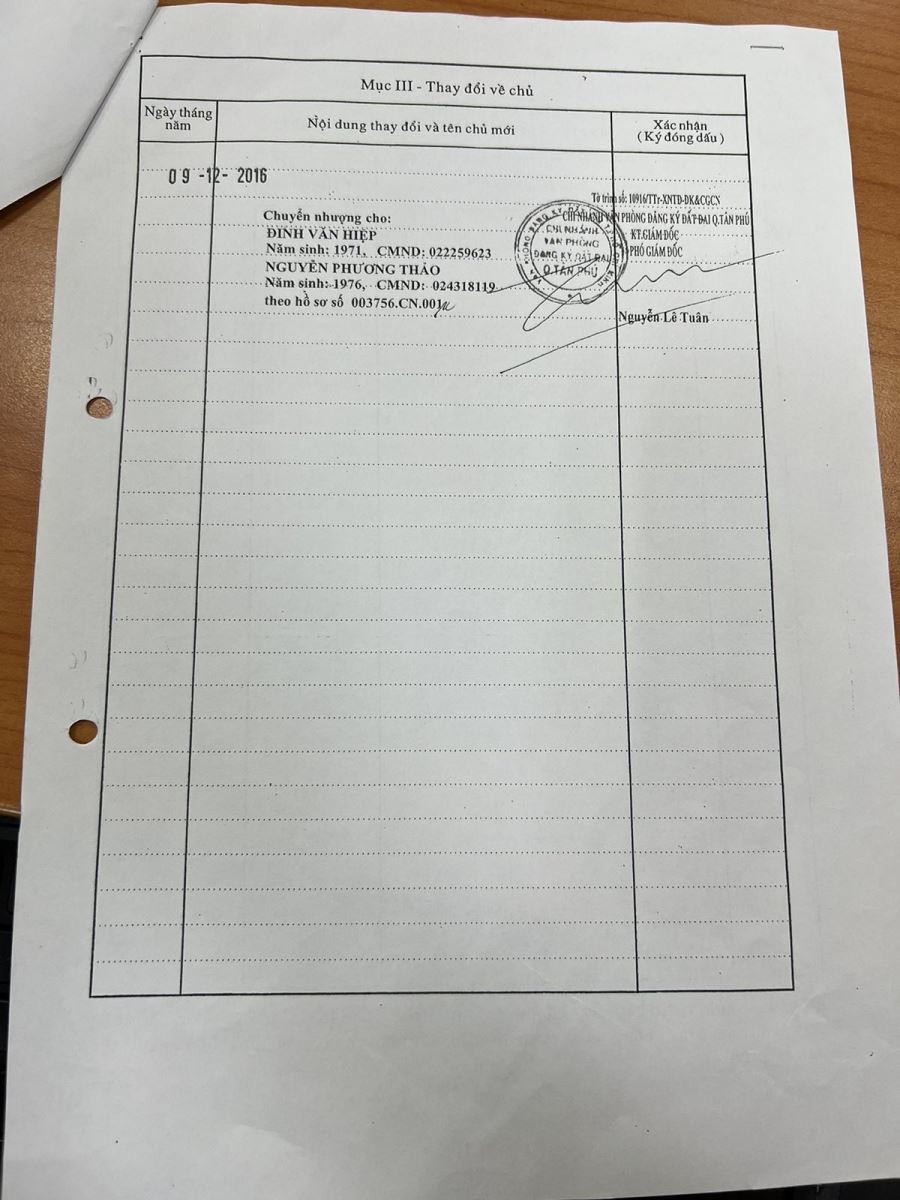 Mục III - Thay đổi về chủ
Ngày tháng năm
Nội dung thay đổi và tên chủ mới
Xác nhận
( Ký đóng dấu )
09 -12- 2016
Tờ trình số: 10916/TTr-XNTD-ĐK&CGCN
CHI NHÁNH VĂN PHÒNG ĐĂNG KÝ ĐẤT ĐAI Q.TÂN PHÚ
KT.GIÁM ĐỐC
PHÓ GIÁM ĐỐC
Chuyển nhượng cho:
ĐINH VĂN HIỆP
Năm sinh: 1971, CMND: 022259623
NGUYỄN PHƯƠNG THẢO
Năm sinh: 1976, CMND: 024318119
theo hồ sơ số 003756.CN.001
CHI NHÁNH
VĂN PHÒNG
ĐĂNG KÝ ĐẤT ĐAI
Q.TÂN PHÚ
Nguyễn Lê Tuân